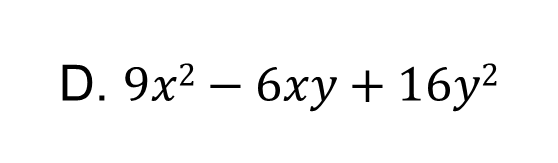 D. 9x² − 6xy + 16y²